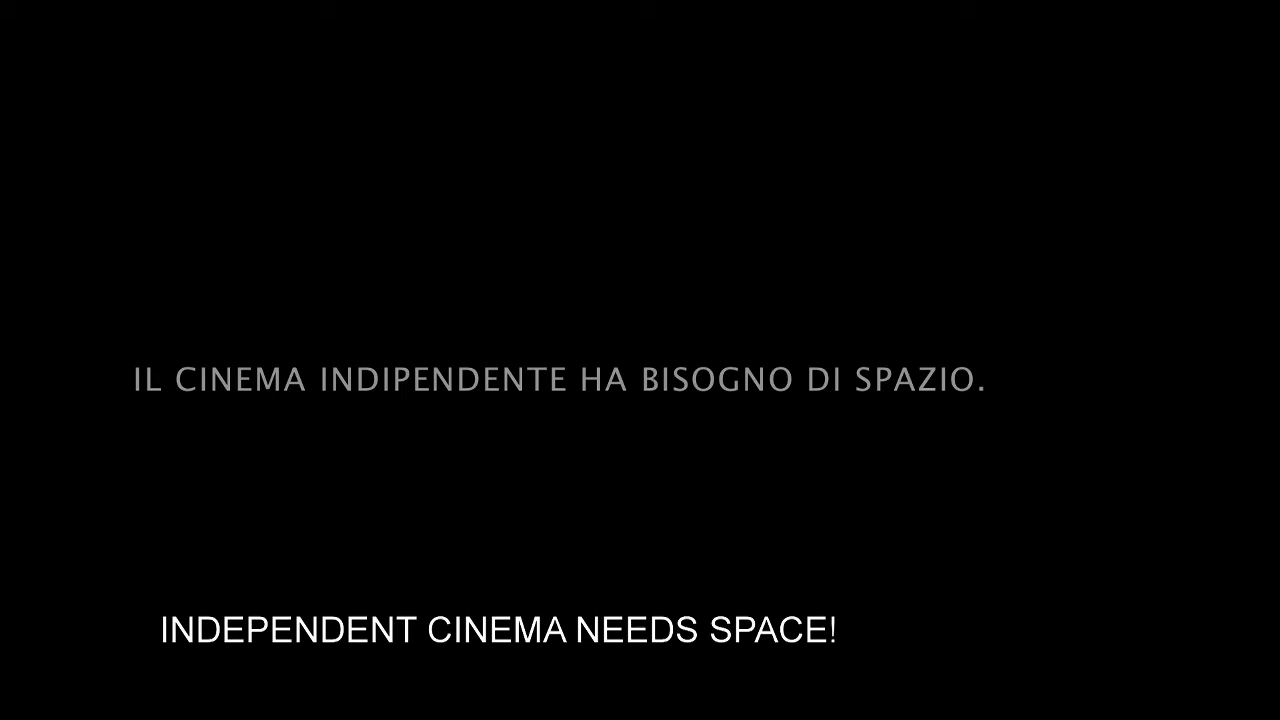 IL CINEMA INDIPENDENTE HA BISOGNO DI SPAZIO.
INDEPENDENT CINEMA NEEDS SPACE!